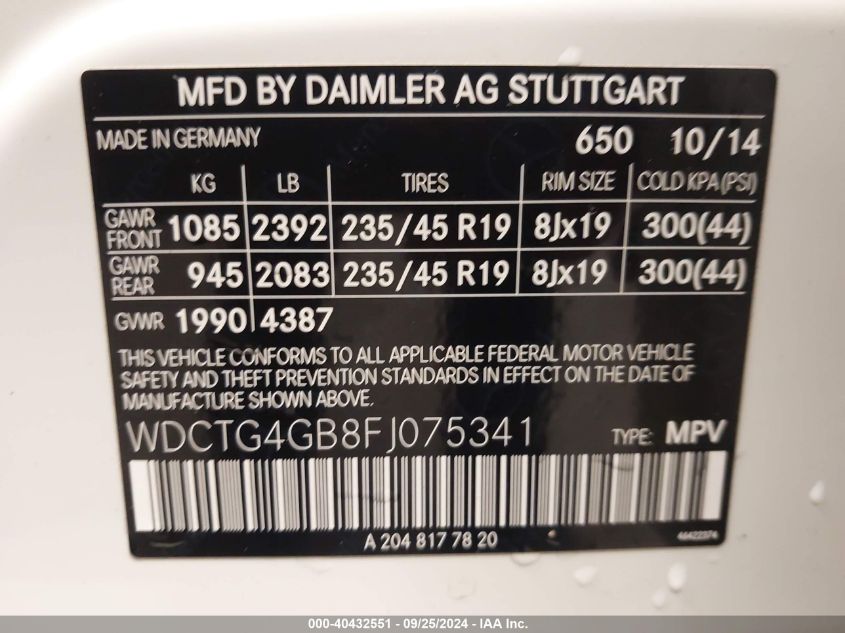 MFD BY DAIMLER AG STUTTGART
MADE IN GERMANY 650 10/14
KG LB TIRES RIM SIZE COLD KPA (PSI)
GAWR FRONT 1085 2392 235/45 R19 8Jx19 300(44)
GAWR REAR 945 2083 235/45 R19 8Jx19 300(44)
GVWR 1990 4387
THIS VEHICLE CONFORMS TO ALL APPLICABLE FEDERAL MOTOR VEHICLE
SAFETY AND THEFT PREVENTION STANDARDS IN EFFECT ON THE DATE OF
MANUFACTURE SHOWN ABOVE.
WDCTG4GB8FJ075341 TYPE: MPV
A 204 817 78 20
000-40432551 - 09/25/2024 - IAA Inc.